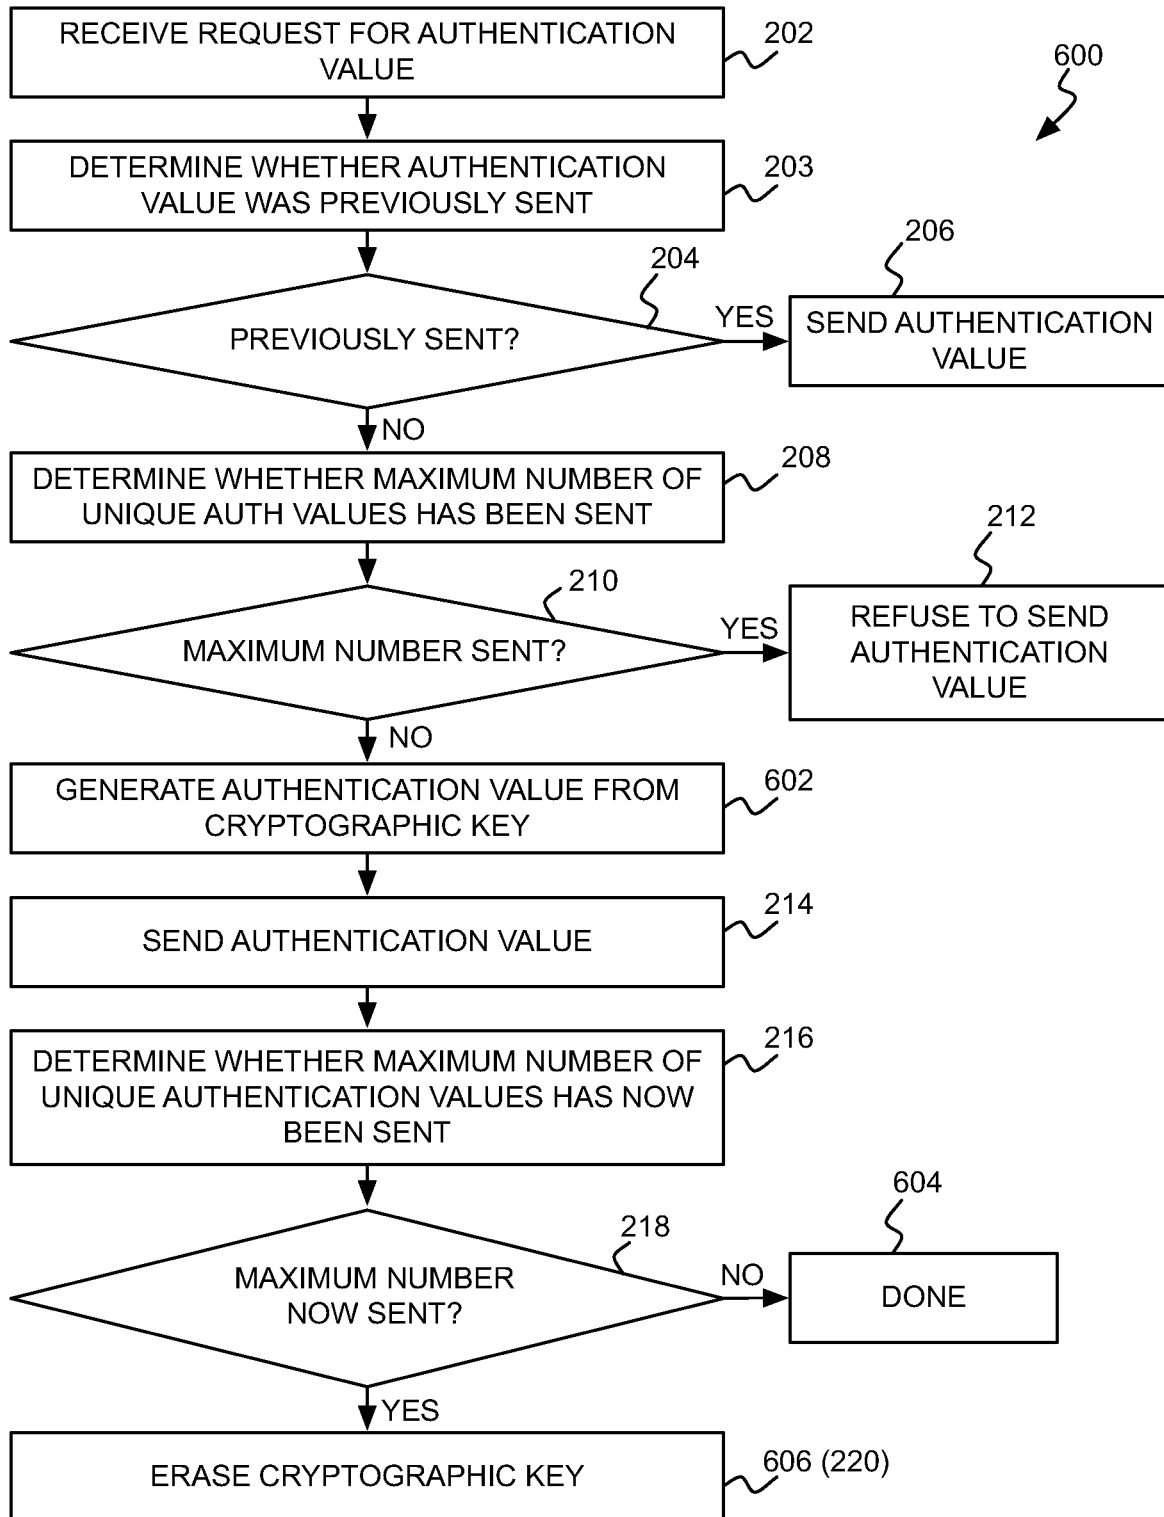 RECEIVE REQUEST FOR AUTHENTICATION
VALUE
202
600
DETERMINE WHETHER AUTHENTICATION
VALUE WAS PREVIOUSLY SENT
203
204
206
PREVIOUSLY SENT?
YES
SEND AUTHENTICATION
VALUE
NO
DETERMINE WHETHER MAXIMUM NUMBER OF
UNIQUE AUTH VALUES HAS BEEN SENT
208
210
212
MAXIMUM NUMBER SENT?
YES
REFUSE TO SEND
AUTHENTICATION
VALUE
NO
GENERATE AUTHENTICATION VALUE FROM
CRYPTOGRAPHIC KEY
602
SEND AUTHENTICATION VALUE
214
DETERMINE WHETHER MAXIMUM NUMBER OF
UNIQUE AUTHENTICATION VALUES HAS NOW
BEEN SENT
216
218
604
MAXIMUM NUMBER
NOW SENT?
NO
DONE
YES
ERASE CRYPTOGRAPHIC KEY
606 (220)